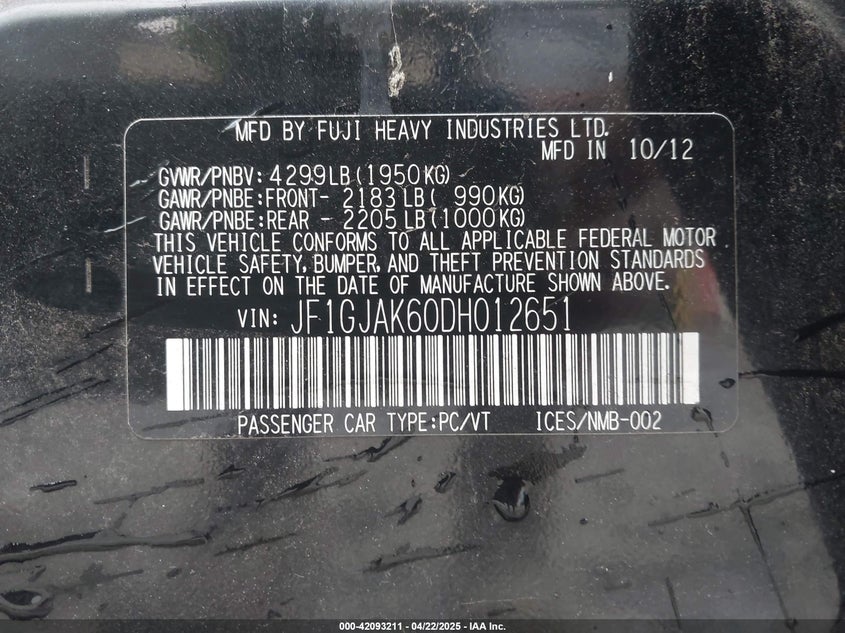 MFD BY FUJI HEAVY INDUSTRIES LTD.
MFD IN 10/12
GVWR/PNBV: 4299LB (1950KG)
GAWR/PNBE: FRONT- 2183LB ( 990KG)
GAWR/PNBE: REAR - 2205LB (1000KG)
THIS VEHICLE CONFORMS TO ALL APPLICABLE FEDERAL MOTOR
VEHICLE SAFETY, BUMPER, AND THEFT PREVENTION STANDARDS
IN EFFECT ON THE DATE OF MANUFACTURE SHOWN ABOVE.
VIN: JF1GJAK60DH012651
PASSENGER CAR TYPE: PC/VT ICES/NMB-002
000-42093211 - 04/22/2025 - IAA Inc.